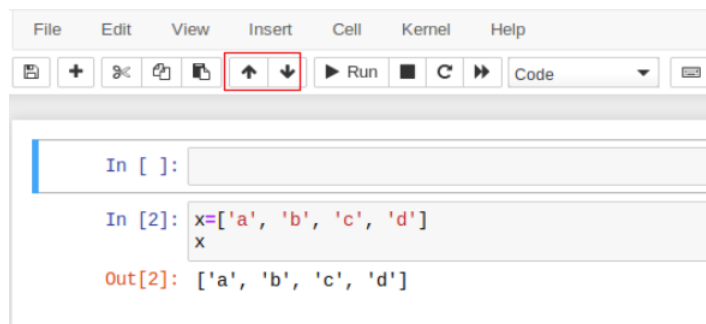 File Edit View Insert Cell Kernel Help
Run Code
In [ ]:
In [2]: x=['a', 'b', 'c', 'd']
x
Out[2]: ['a', 'b', 'c', 'd']